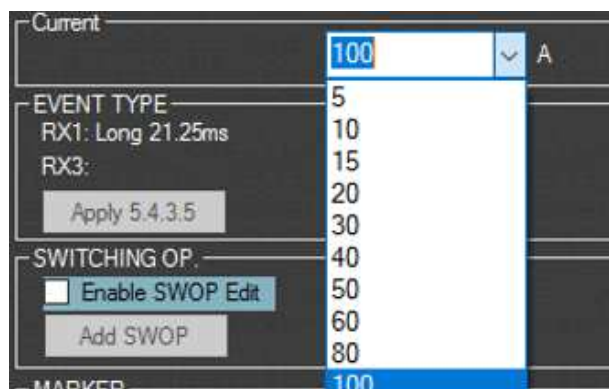 Current
100 A
EVENT TYPE
RX1: Long 21.25ms
RX3:
Apply 5.4.3.5
SWITCHING OP.
Enable SWOP Edit
Add SWOP
MARKER
5
10
15
20
30
40
50
60
80
100